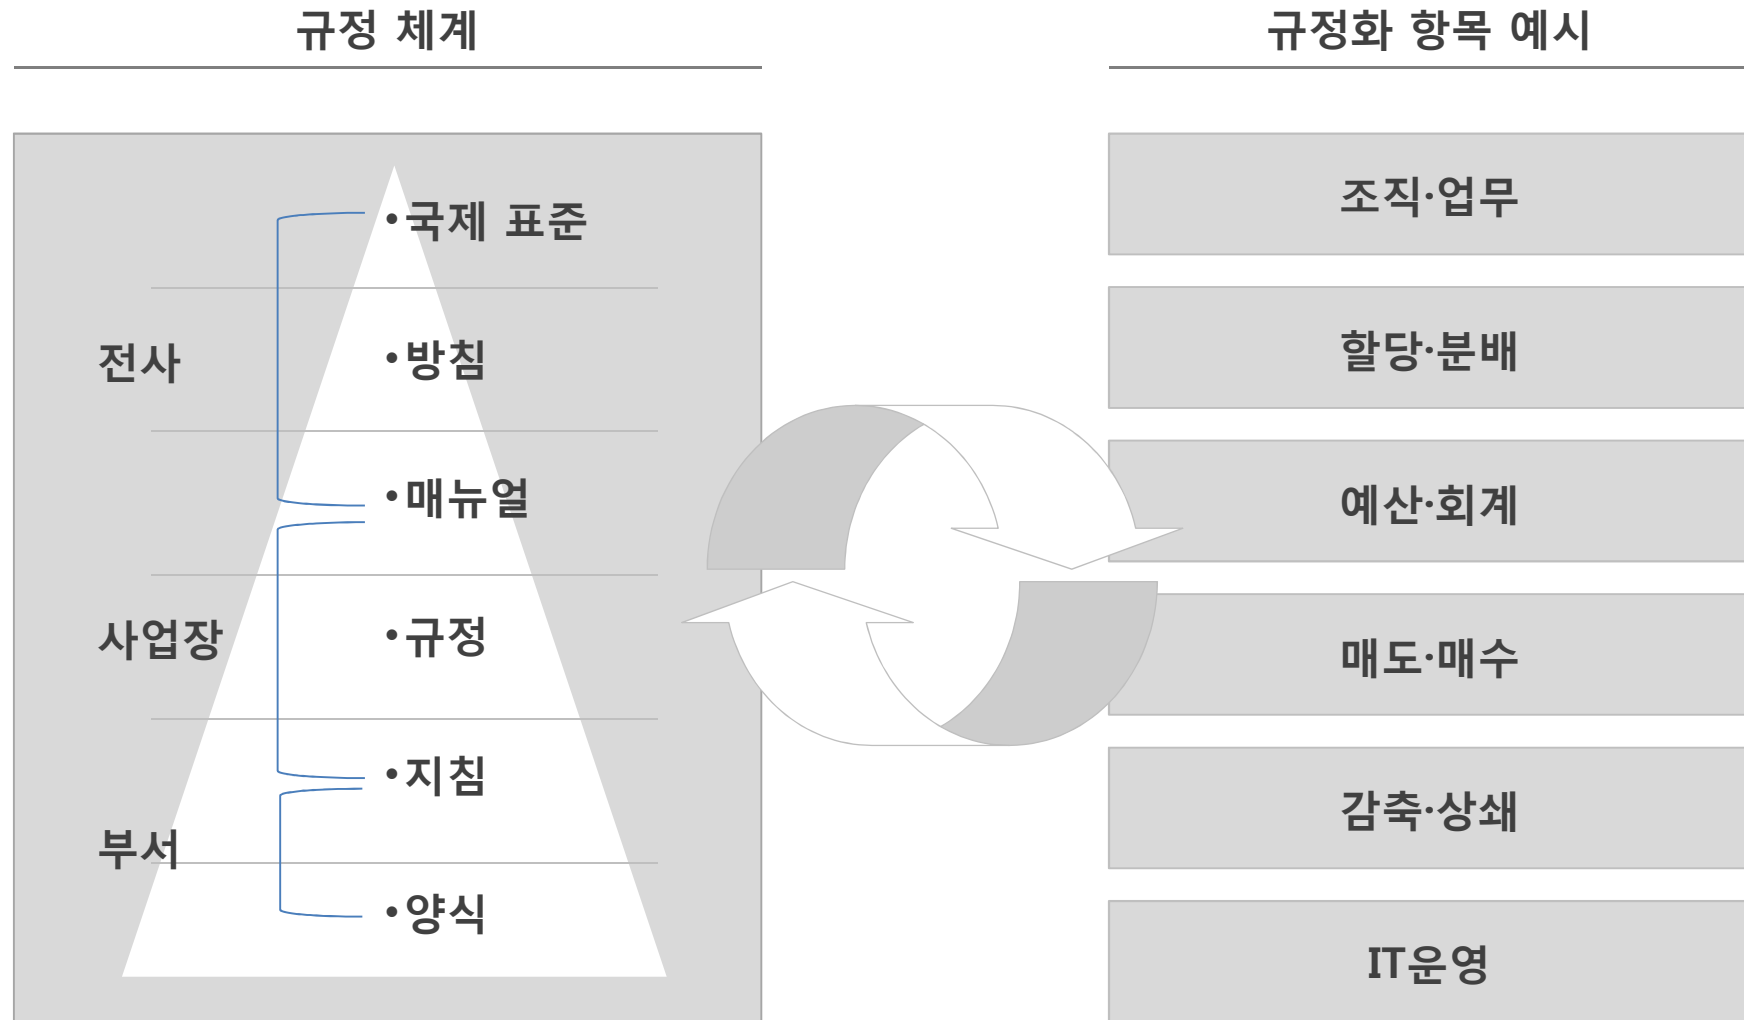 규정 체계
전사
사업장
부서
•국제 표준
•방침
•매뉴얼
•규정
•지침
•양식
규정화 항목 예시
조직·업무
할당·분배
예산·회계
매도·매수
감축·상쇄
IT운영